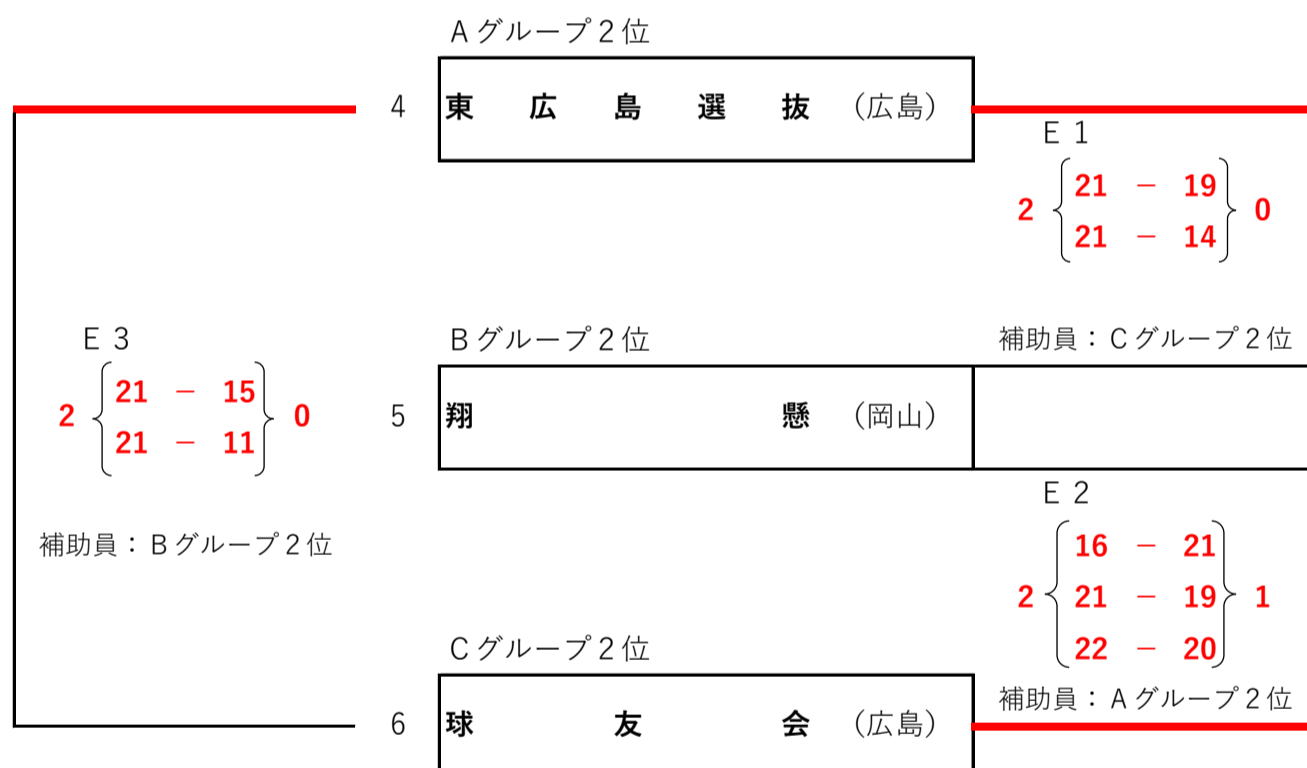 Aグループ2位
4 東広島選抜 (広島)
E 1
2 21 － 19 0
21 － 14
補助員：Cグループ2位
E 3
2 21 － 15 0
21 － 11
補助員：Bグループ2位
Bグループ2位
5 翔懸 (岡山)
E 2
16 － 21
2 21 － 19 1
22 － 20
補助員：Aグループ2位
Cグループ2位
6 球友会 (広島)